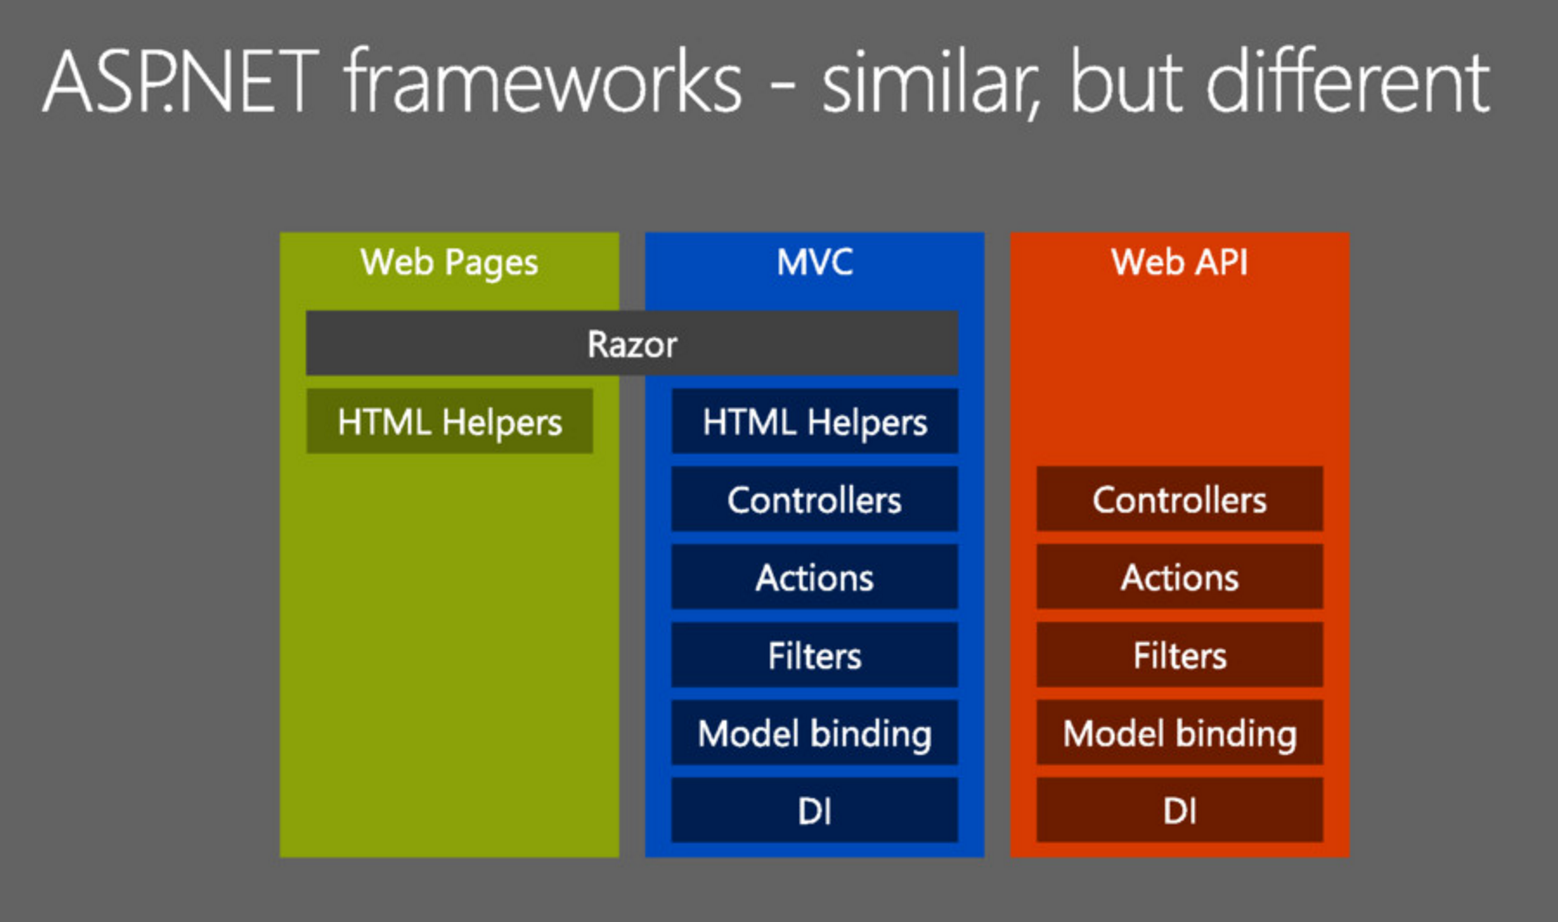 ASP.NET frameworks - similar, but different
Web Pages
MVC
Web API
Razor
HTML Helpers
HTML Helpers
Controllers
Controllers
Actions
Actions
Filters
Filters
Model binding
Model binding
DI
DI